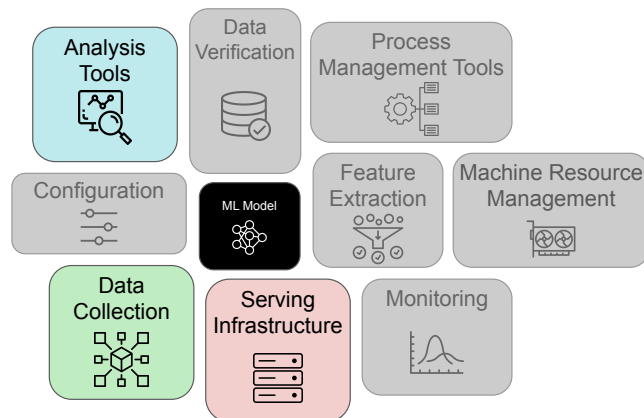 Analysis
Tools
Data
Verification
Process
Management Tools
Configuration
ML Model
Feature
Extraction
Machine Resource
Management
Data
Collection
Serving
Infrastructure
Monitoring